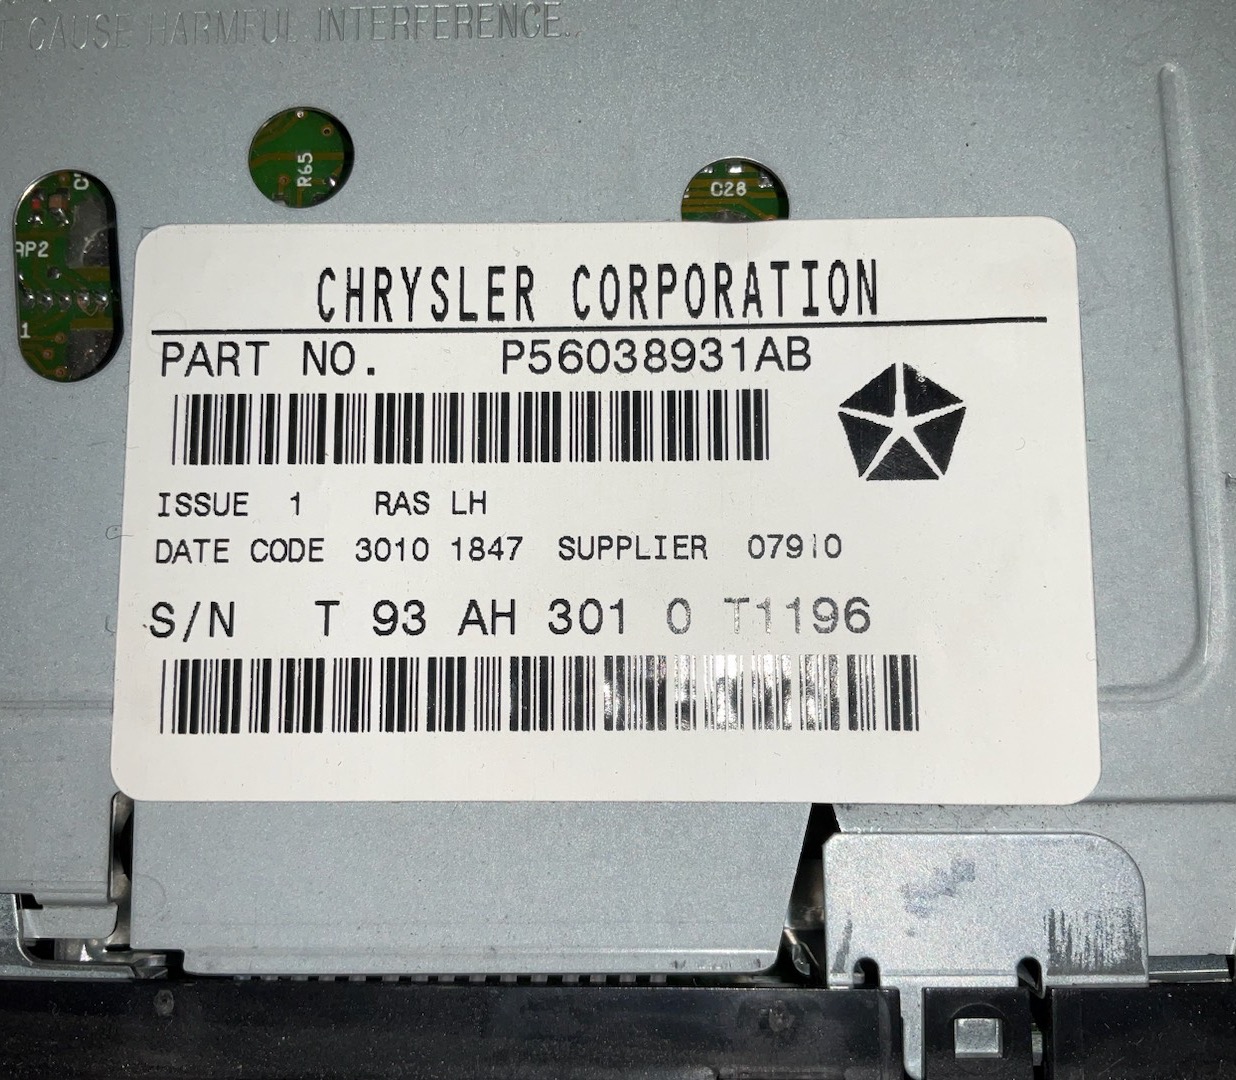 CAUSE HARMFUL INTERFERENCE.
R65
C28
RP2
1
CHRYSLER CORPORATION
PART NO. P56038931AB
ISSUE 1 RAS LH
DATE CODE 3010 1847 SUPPLIER 07910
S/N T 93 AH 301 0 T1196